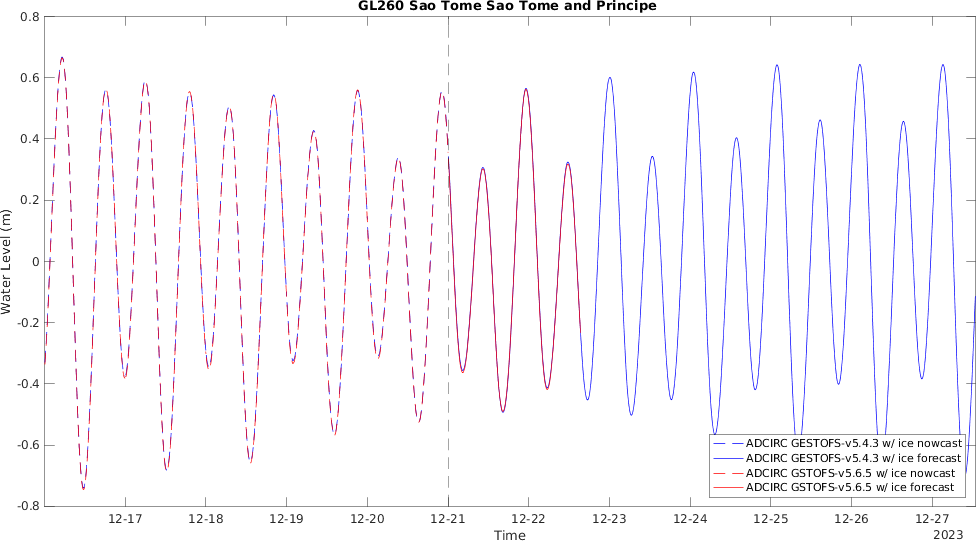 GL260 Sao Tome Sao Tome and Principe
0.8
0.6
0.4
0.2
0
-0.2
-0.4
-0.6
-0.8
Water Level (m)
ADCIRC GESTOFS-v5.4.3 w/ ice nowcast
ADCIRC GESTOFS-v5.4.3 w/ ice forecast
ADCIRC GSTOFS-v5.6.5 w/ ice nowcast
ADCIRC GSTOFS-v5.6.5 w/ ice forecast
12-17 12-18 12-19 12-20 12-21 12-22 12-23 12-24 12-25 12-26 12-27
Time
2023